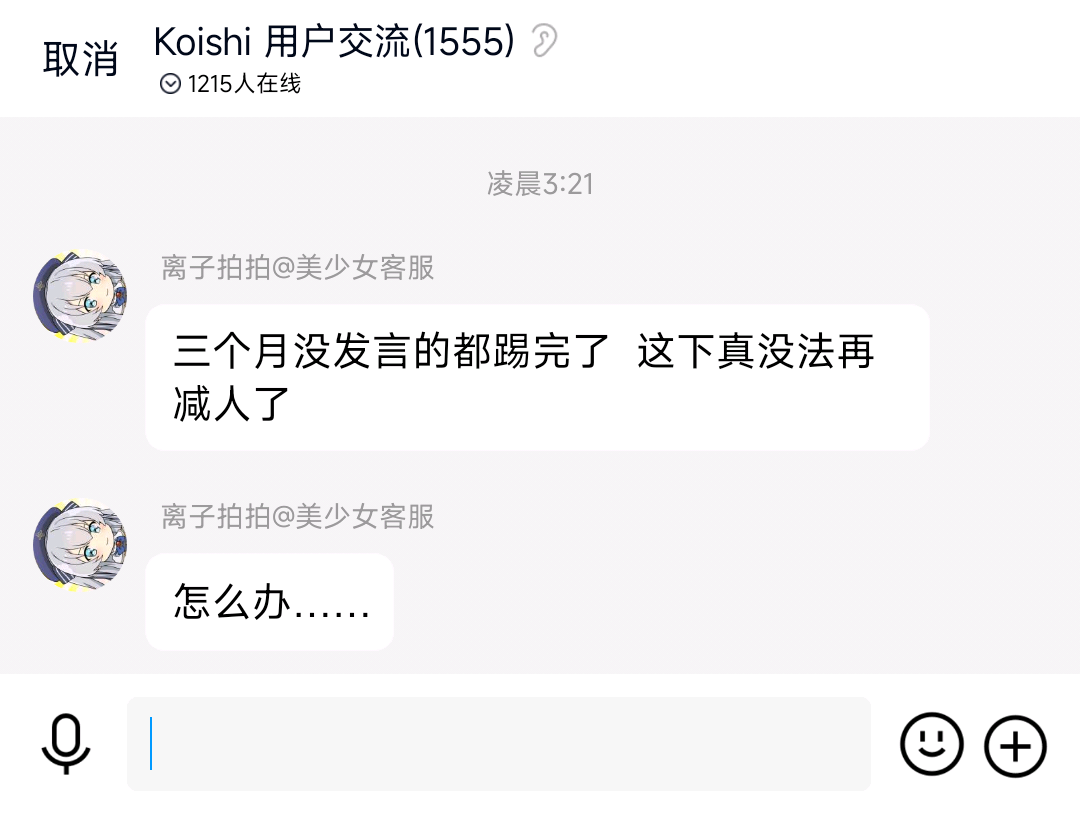 取消
Koishi 用户交流(1555)
1215人在线
凌晨3:21
离子拍拍@美少女客服
三个月没发言的都踢完了 这下真没法再
减人了
离子拍拍@美少女客服
怎么办……